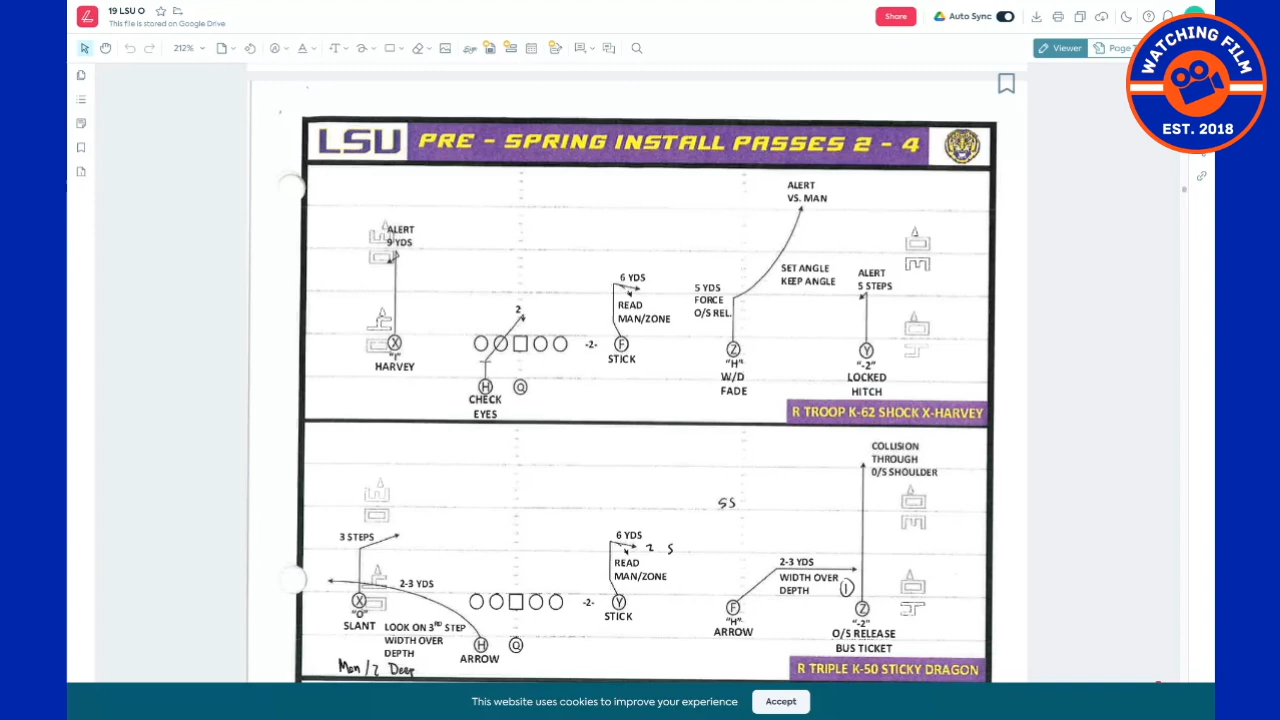 19 LSU O
This file is stored on Google Drive
Share
Auto Sync
212%
Viewer
Page T
WATCHING FILM
EST. 2018
LSU
PRE - SPRING INSTALL PASSES 2 - 4
ALERT
VS. MAN
ALERT
9 YDS
6 YDS
READ
MAN/ZONE
5 YDS
FORCE
O/S REL.
SET ANGLE
KEEP ANGLE
ALERT
5 STEPS
2
X
-2-
F
Z
Y
"I"
HARVEY
STICK
"H"
W/D
FADE
"-2"
LOCKED
HITCH
H
Q
CHECK
EYES
R TROOP K-62 SHOCK X-HARVEY
COLLISION
THROUGH
O/S SHOULDER
SS
3 STEPS
6 YDS
2 S
READ
MAN/ZONE
2-3 YDS
WIDTH OVER
DEPTH
1
2-3 YDS
X
-2-
Y
F
Z
"O"
SLANT
STICK
"H"
ARROW
"-2"
O/S RELEASE
BUS TICKET
LOOK ON 3RD STEP
WIDTH OVER
DEPTH
H
Q
ARROW
Man / 2 Deep
R TRIPLE K-50 STICKY DRAGON
This website uses cookies to improve your experience
Accept